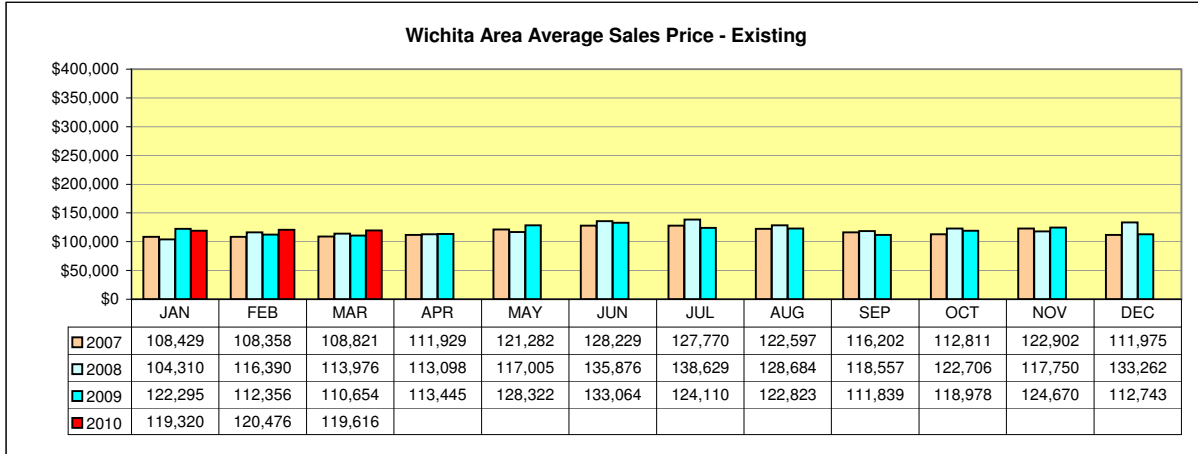 Wichita Area Average Sales Price - Existing
$400,000
$350,000
$300,000
$250,000
$200,000
$150,000
$100,000
$50,000
$0
JAN FEB MAR APR MAY JUN JUL AUG SEP OCT NOV DEC
2007 108,429 108,358 108,821 111,929 121,282 128,229 127,770 122,597 116,202 112,811 122,902 111,975
2008 104,310 116,390 113,976 113,098 117,005 135,876 138,629 128,684 118,557 122,706 117,750 133,262
2009 122,295 112,356 110,654 113,445 128,322 133,064 124,110 122,823 111,839 118,978 124,670 112,743
2010 119,320 120,476 119,616